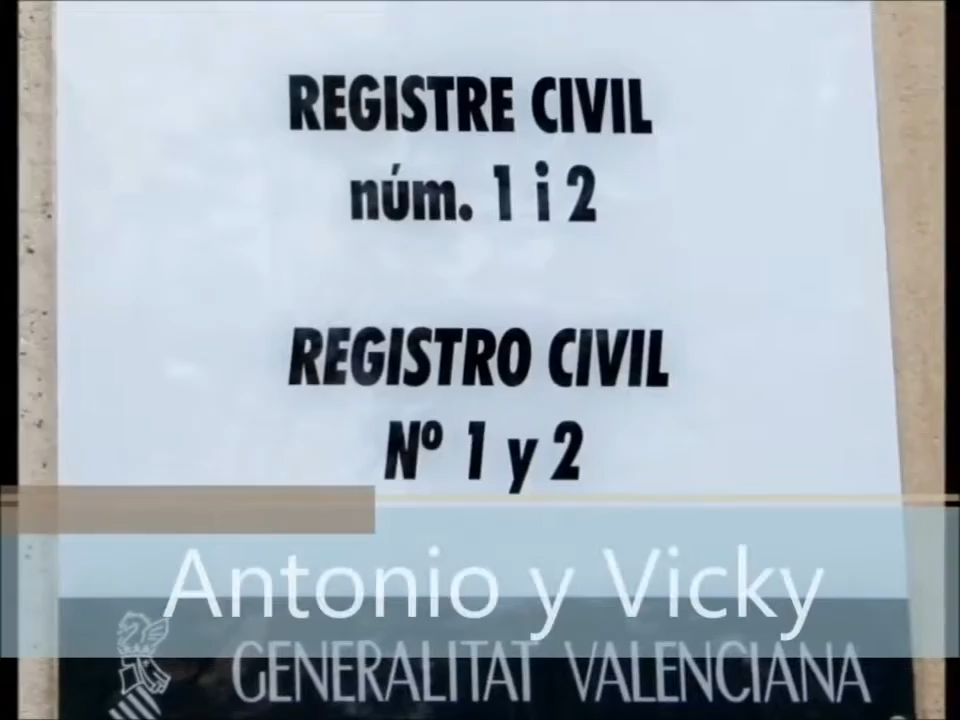 REGISTRE CIVIL
núm. 1 i 2
REGISTRO CIVIL
Nº 1 y 2
Antonio y Vicky
GENERALITAT VALENCIANA